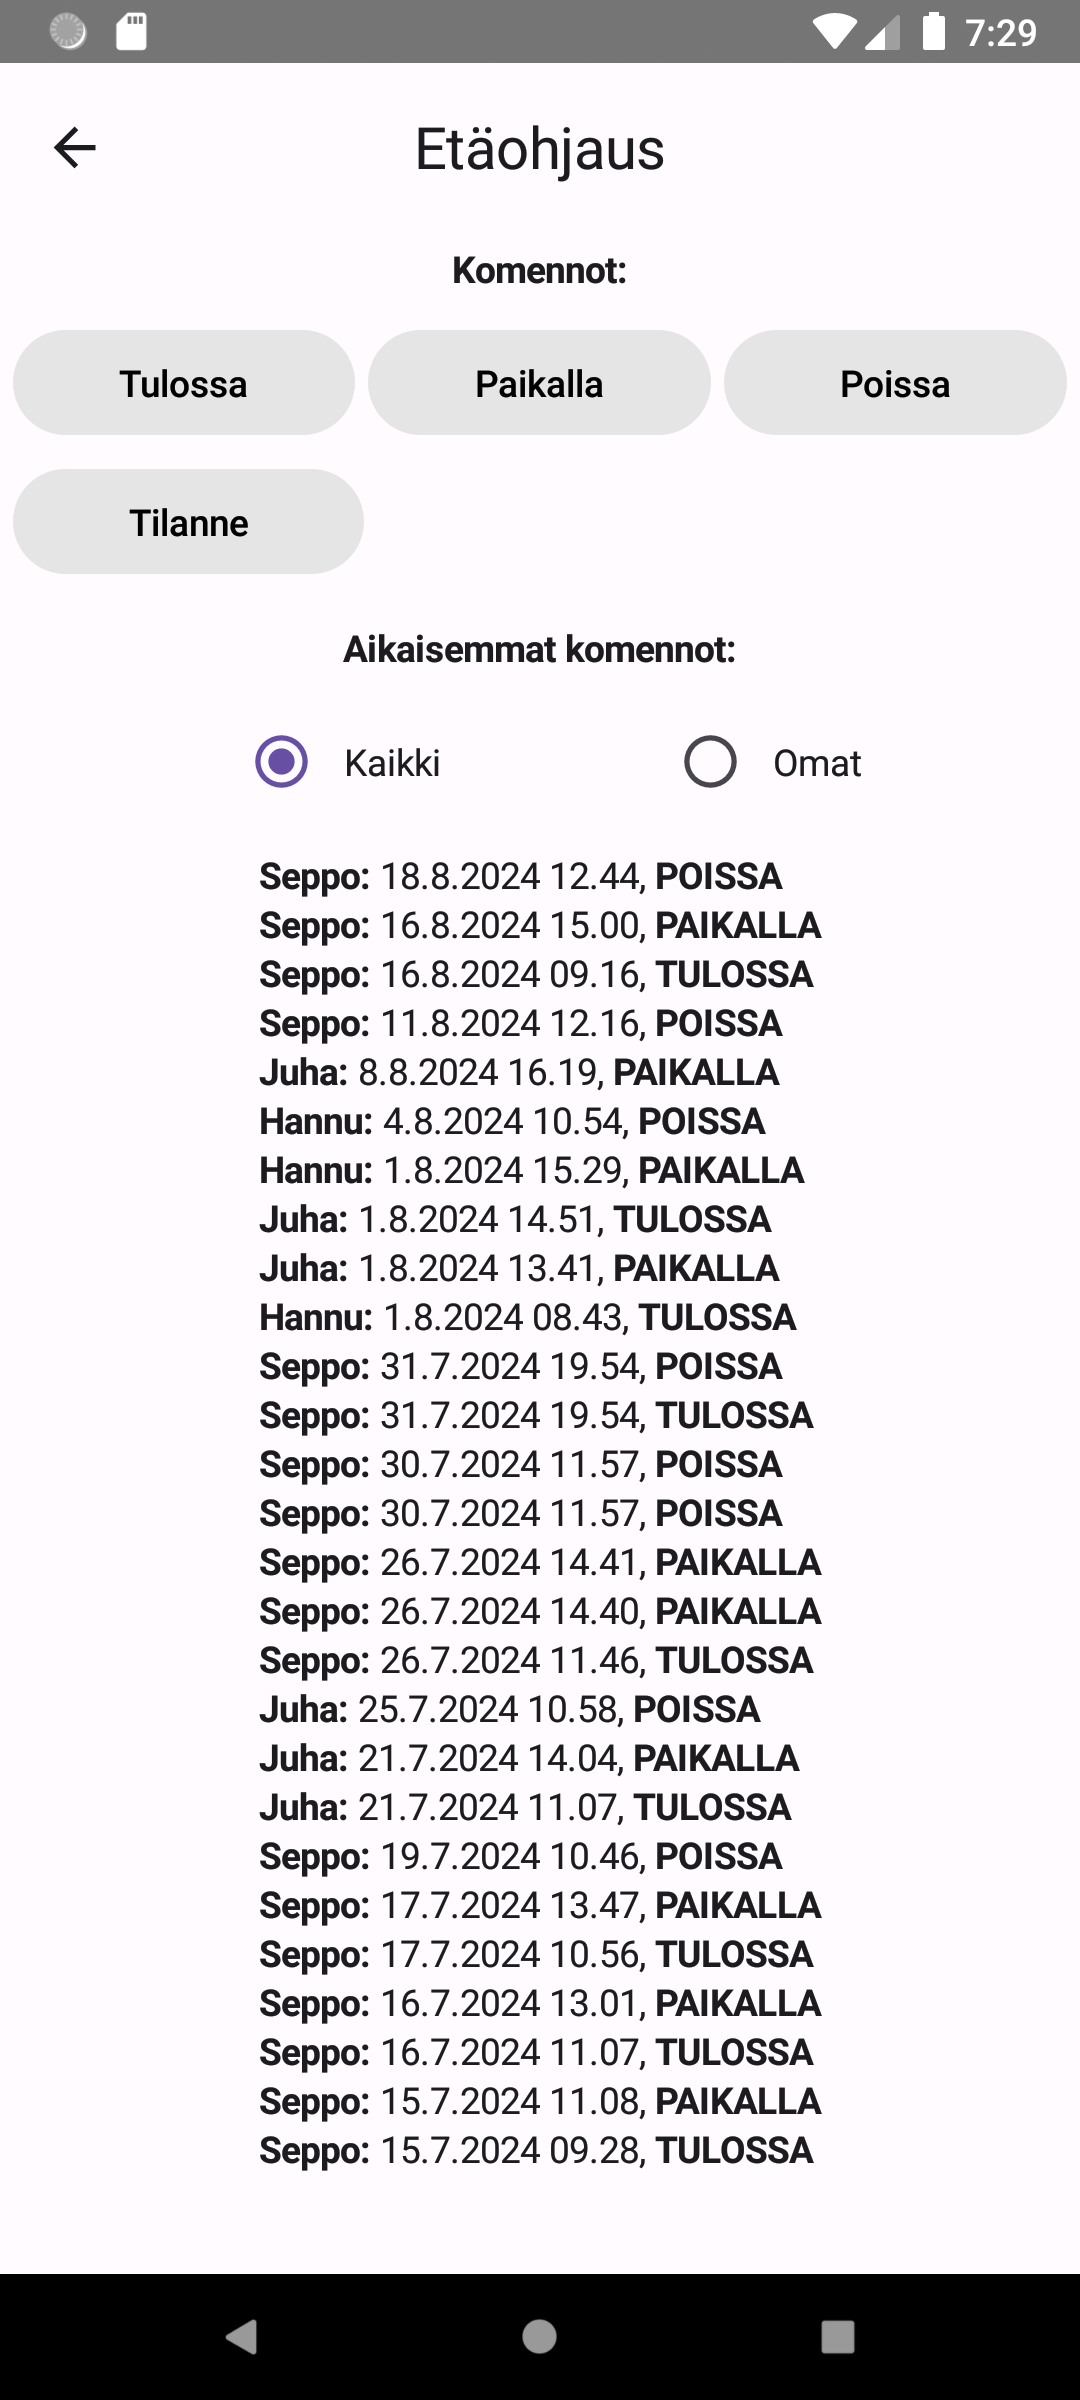 7:29
Etäohjaus
Komennot:
Tulossa Paikalla Poissa
Tilanne
Aikaisemmat komennot:
Kaikki Omat
Seppo: 18.8.2024 12.44, POISSA
Seppo: 16.8.2024 15.00, PAIKALLA
Seppo: 16.8.2024 09.16, TULOSSA
Seppo: 11.8.2024 12.16, POISSA
Juha: 8.8.2024 16.19, PAIKALLA
Hannu: 4.8.2024 10.54, POISSA
Hannu: 1.8.2024 15.29, PAIKALLA
Juha: 1.8.2024 14.51, TULOSSA
Juha: 1.8.2024 13.41, PAIKALLA
Hannu: 1.8.2024 08.43, TULOSSA
Seppo: 31.7.2024 19.54, POISSA
Seppo: 31.7.2024 19.54, TULOSSA
Seppo: 30.7.2024 11.57, POISSA
Seppo: 30.7.2024 11.57, POISSA
Seppo: 26.7.2024 14.41, PAIKALLA
Seppo: 26.7.2024 14.40, PAIKALLA
Seppo: 26.7.2024 11.46, TULOSSA
Juha: 25.7.2024 10.58, POISSA
Juha: 21.7.2024 14.04, PAIKALLA
Juha: 21.7.2024 11.07, TULOSSA
Seppo: 19.7.2024 10.46, POISSA
Seppo: 17.7.2024 13.47, PAIKALLA
Seppo: 17.7.2024 10.56, TULOSSA
Seppo: 16.7.2024 13.01, PAIKALLA
Seppo: 16.7.2024 11.07, TULOSSA
Seppo: 15.7.2024 11.08, PAIKALLA
Seppo: 15.7.2024 09.28, TULOSSA